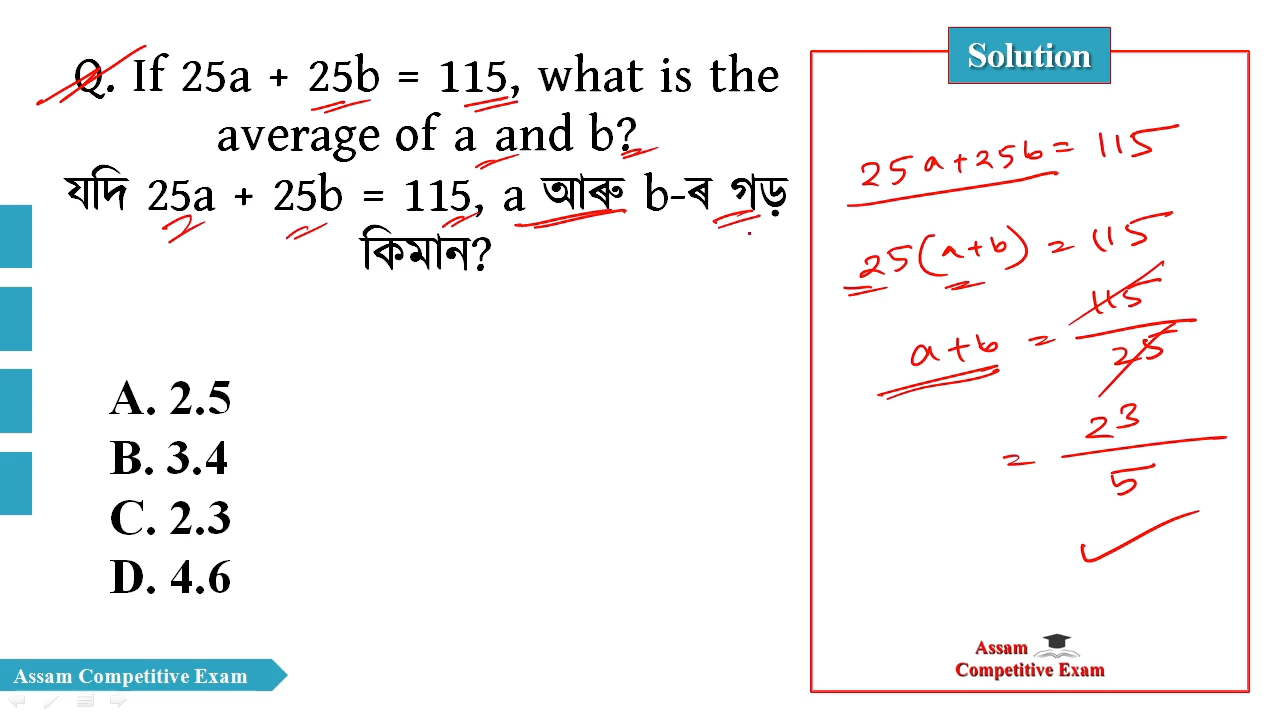 Q. If 25a + 25b = 115, what is the
average of a and b?
যদি 25a + 25b = 115, a আৰু b-ৰ গড়
কিমান?
A. 2.5
B. 3.4
C. 2.3
D. 4.6
Assam Competitive Exam
Solution
25a+25b = 115
25(a+b) = 115
a+b = 115/25
= 23/5
Assam
Competitive Exam